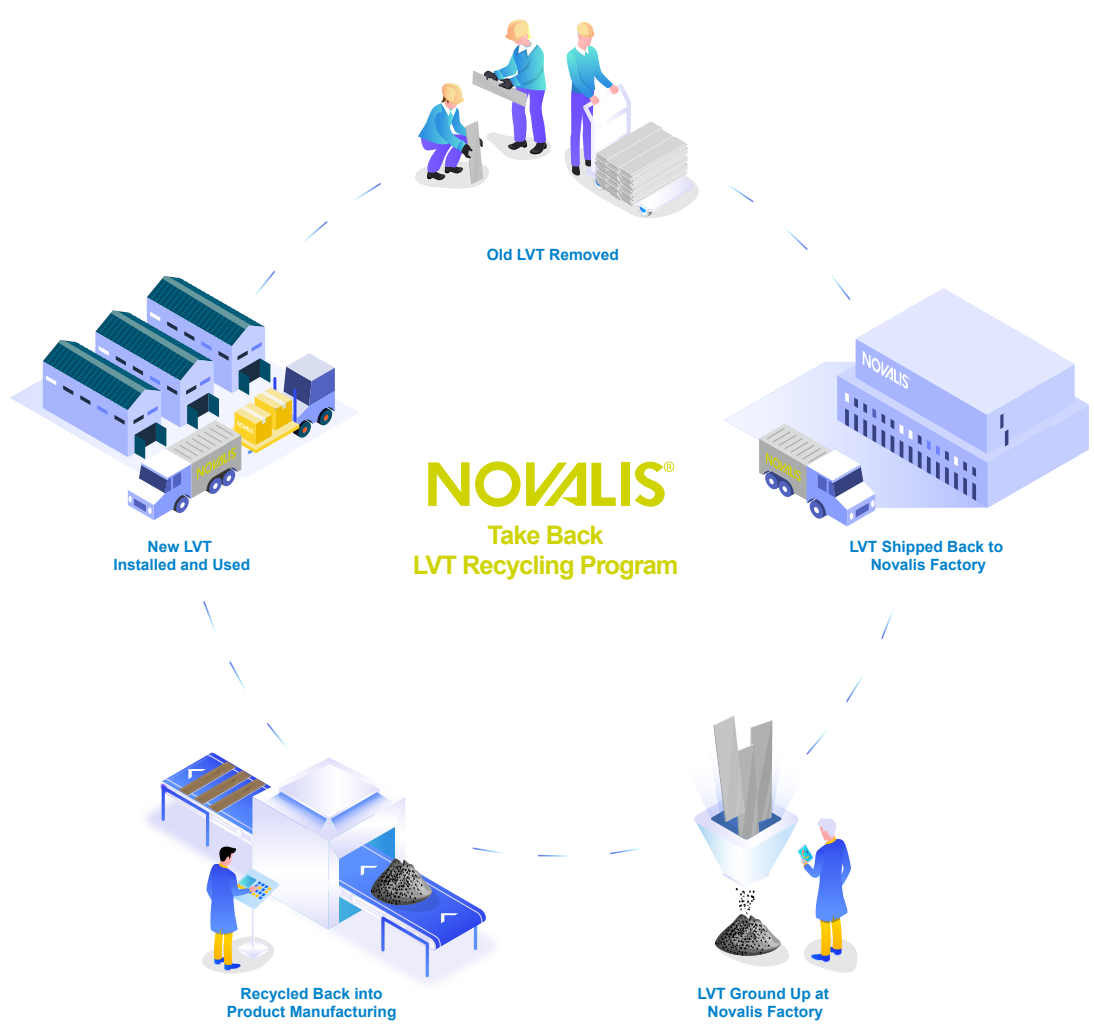 Old LVT Removed
NOVALIS
NOVALIS
NOVALIS
NOVALIS
NOVALIS®
Take Back
LVT Recycling Program
New LVT
Installed and Used
LVT Shipped Back to
Novalis Factory
Recycled Back into
Product Manufacturing
LVT Ground Up at
Novalis Factory